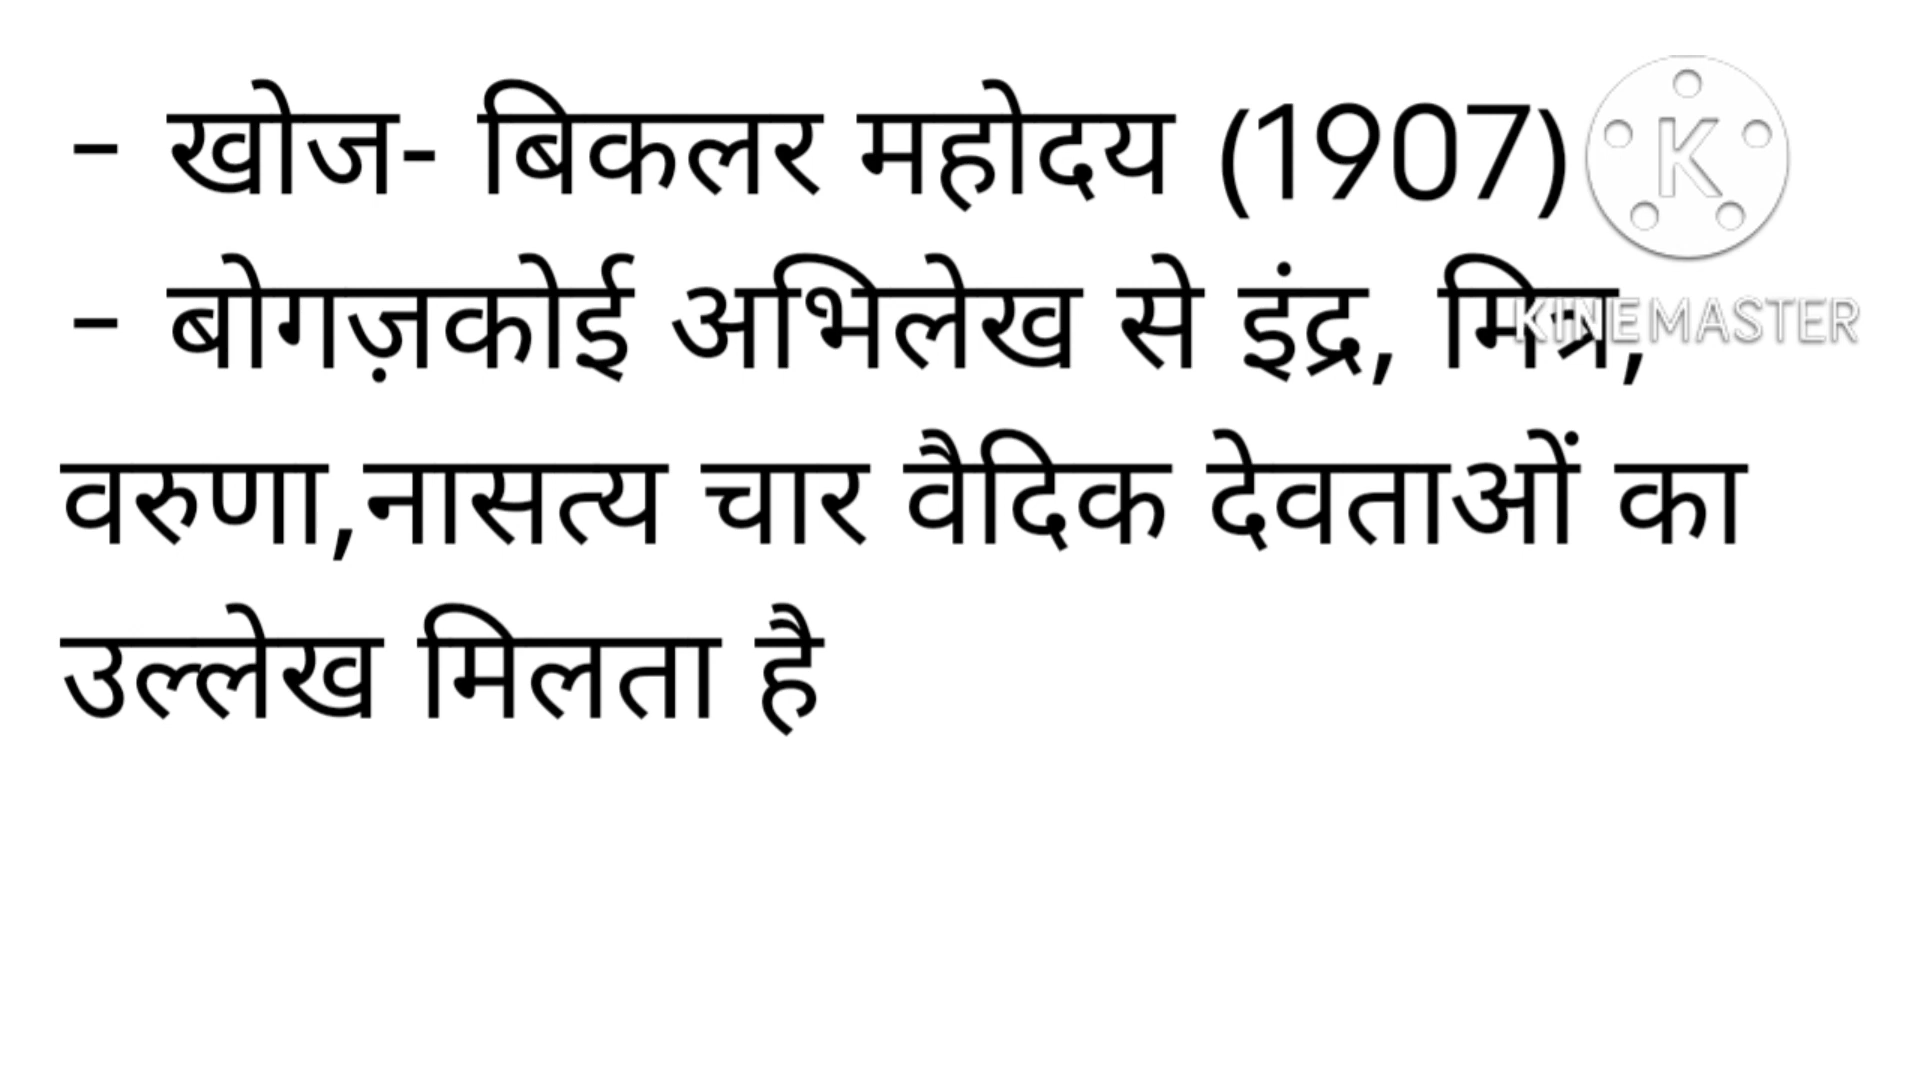 - खोज- बिकलर महोदय (1907)
- बोगज़कोई अभिलेख से इंद्र, मित्र,
वरुणा,नासत्य चार वैदिक देवताओं का
उल्लेख मिलता है
K
KINEMASTER